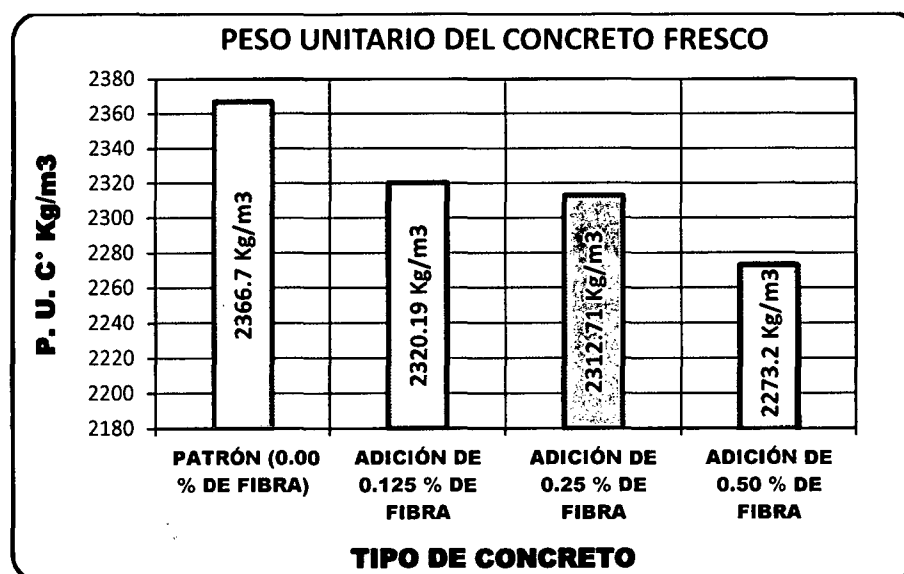 PESO UNITARIO DEL CONCRETO FRESCO
P. U. C° Kg/m3
2380
2360
2340
2320
2300
2280
2260
2240
2220
2200
2180
2366.7 Kg/m3
2320.19 Kg/m3
2312.71 Kg/m3
2273.2 Kg/m3
PATRÓN (0.00
% DE FIBRA)
ADICIÓN DE
0.125 % DE
FIBRA
ADICIÓN DE
0.25 % DE
FIBRA
ADICIÓN DE
0.50 % DE
FIBRA
TIPO DE CONCRETO